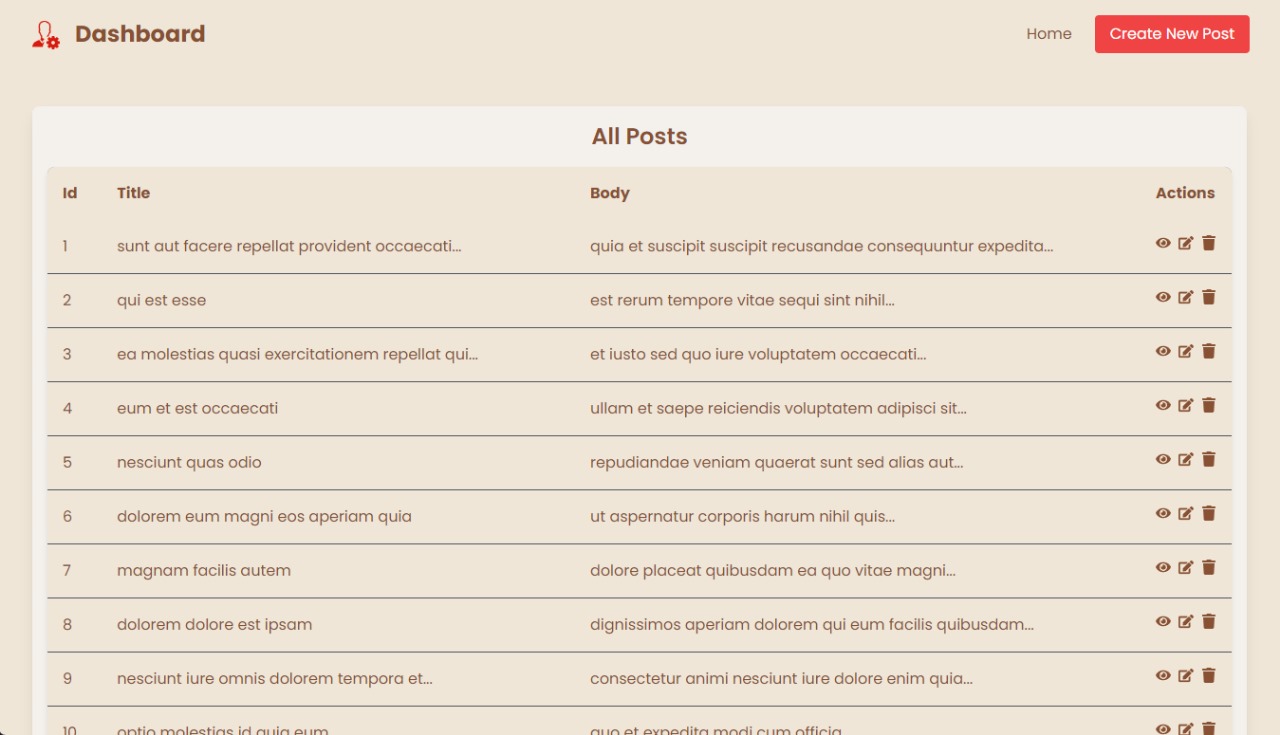 Dashboard
Home
Create New Post
All Posts
Id Title Body Actions
1 sunt aut facere repellat provident occaecati... quia et suscipit suscipit recusandae consequuntur expedita...
2 qui est esse est rerum tempore vitae sequi sint nihil...
3 ea molestias quasi exercitationem repellat qui... et iusto sed quo iure voluptatem occaecati...
4 eum et est occaecati ullam et saepe reiciendis voluptatem adipisci sit...
5 nesciunt quas odio repudiandae veniam quaerat sunt sed alias aut...
6 dolorem eum magni eos aperiam quia ut aspernatur corporis harum nihil quis...
7 magnam facilis autem dolore placeat quibusdam ea quo vitae magni...
8 dolorem dolore est ipsam dignissimos aperiam dolorem qui eum facilis quibusdam...
9 nesciunt iure omnis dolorem tempora et... consectetur animi nesciunt iure dolore enim quia...
10 optio molestias id quia eum quo et expedita modi cum officia